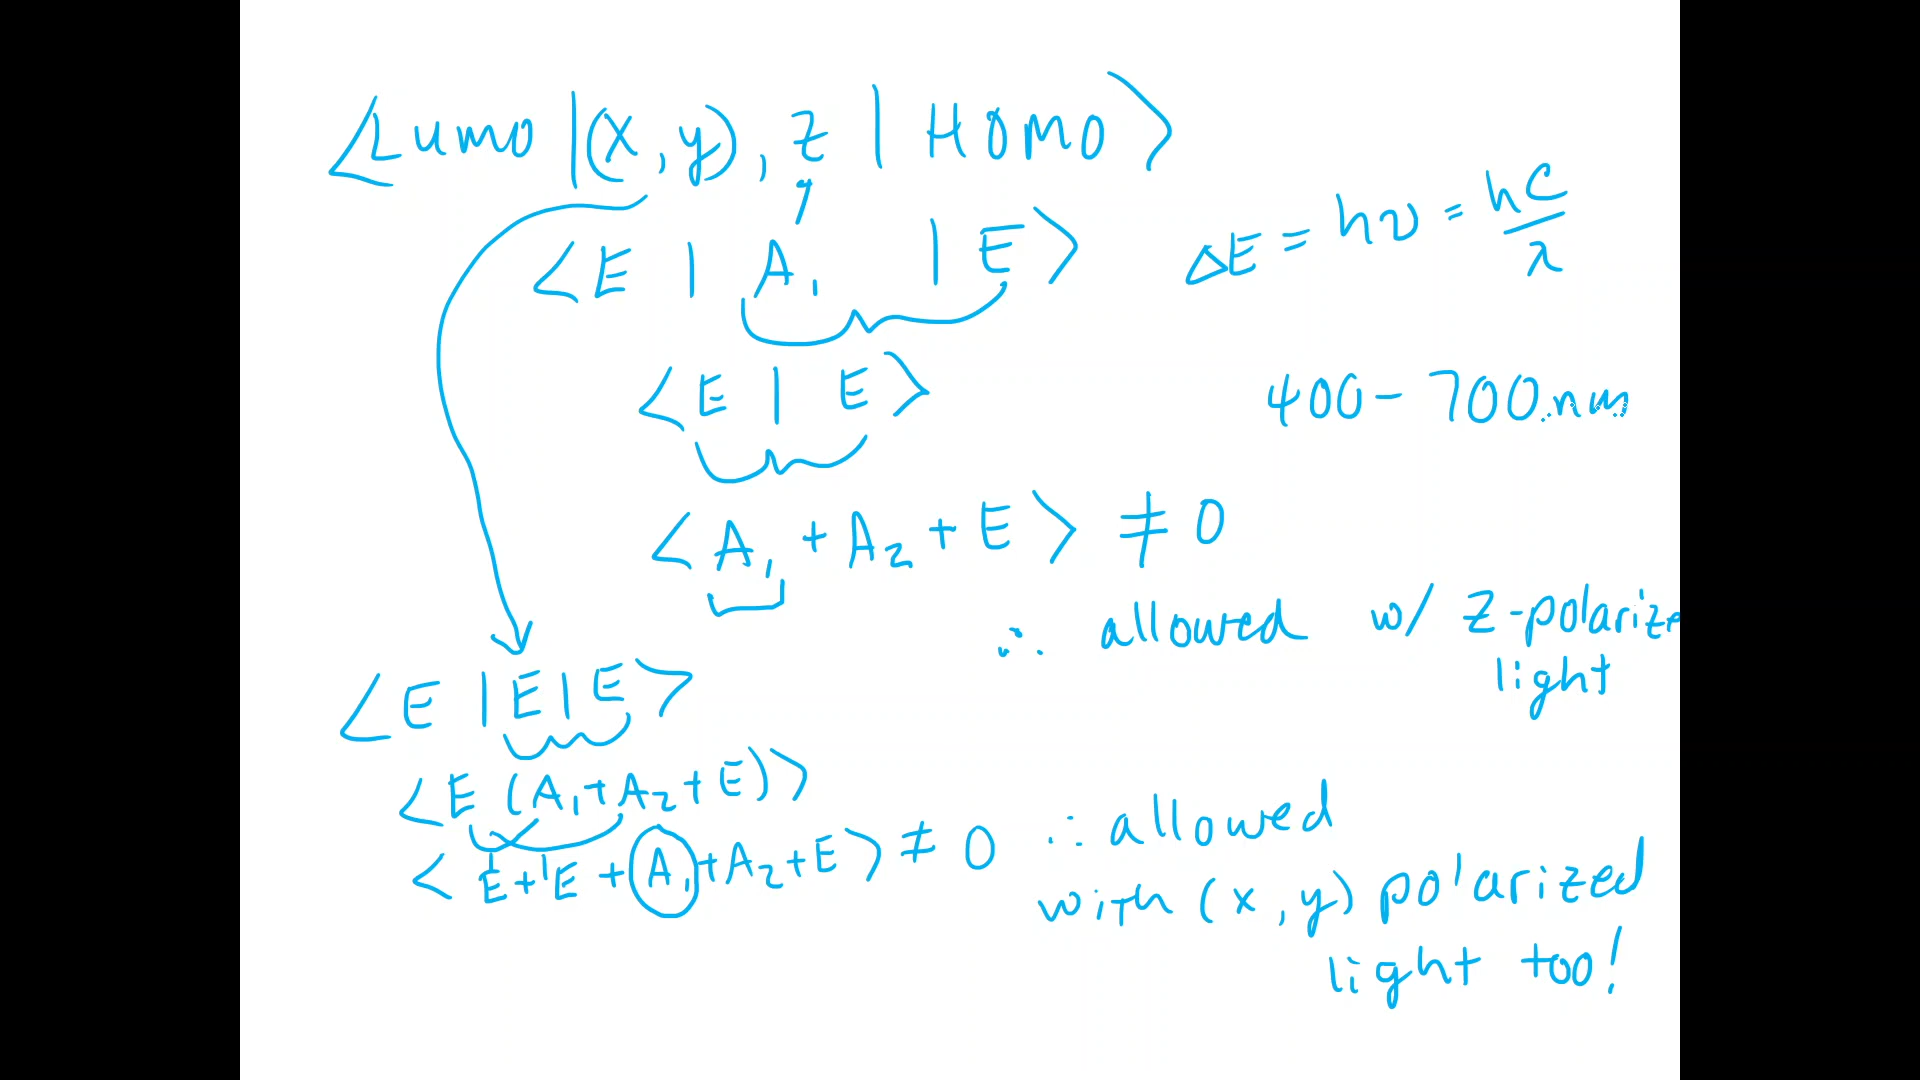 <Lumo |(x,y), z | Homo>
<E | A₁ | E>
ΔE = hν = hc/λ
<E | E>
400 - 700 nm
<A₁ + A₂ + E> ≠ 0
∴ allowed w/ z-polarize
light
<E |E|E>
<E (A₁+A₂+E)>
<E+E+A₁+A₂+E> ≠ 0 ∴ allowed
with (x,y) polarized
light too!